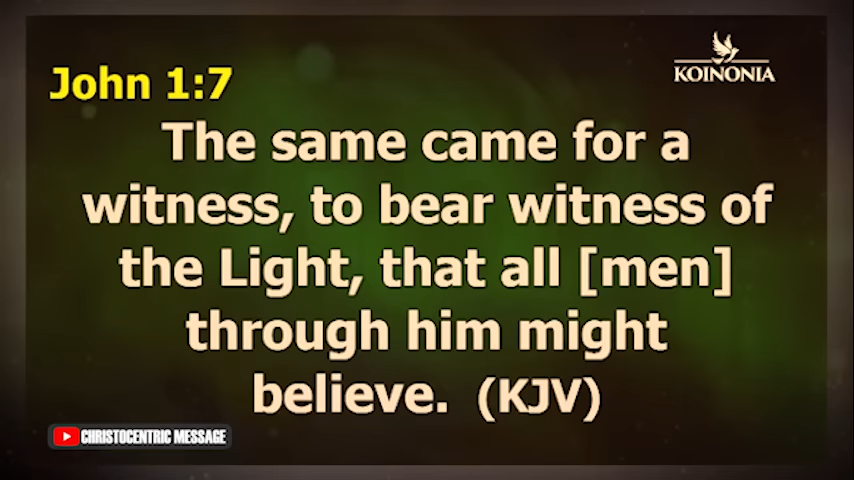 John 1:7
KOINONIA
The same came for a
witness, to bear witness of
the Light, that all [men]
through him might
believe. (KJV)
CHRISTOCENTRIC MESSAGE